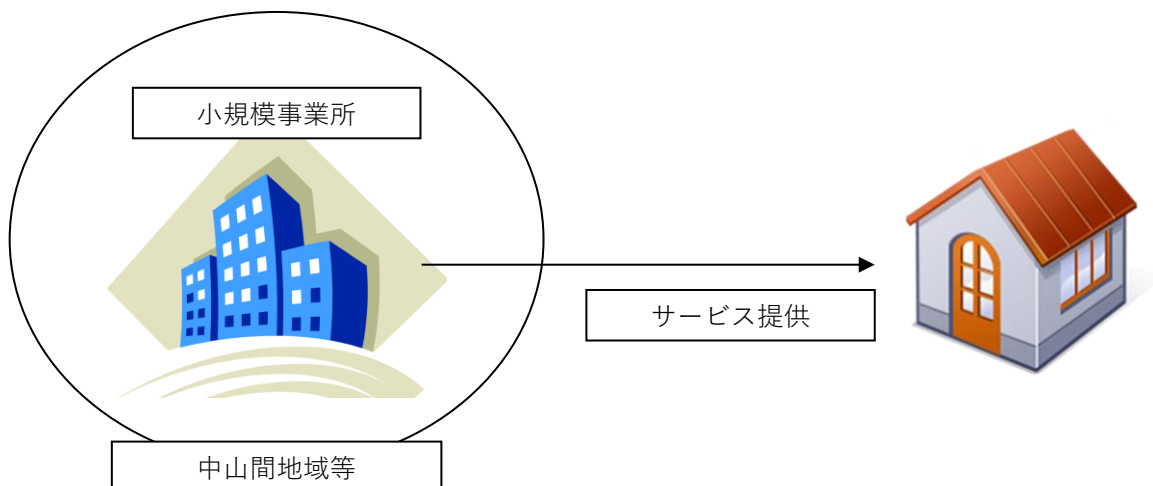 小規模事業所
サービス提供
中山間地域等